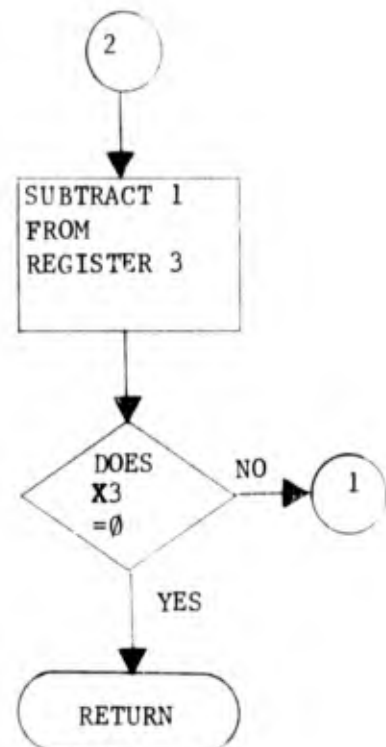 2
SUBTRACT 1
FROM
REGISTER 3
DOES
X3
=Ø
NO
1
YES
RETURN